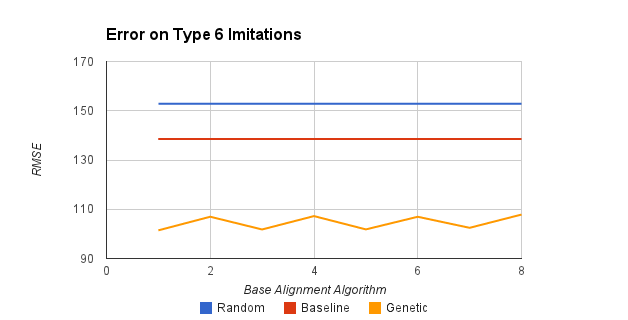 Error on Type 6 Imitations
170
150
130
110
90
RMSE
0 2 4 6 8
Base Alignment Algorithm
Random Baseline Genetic